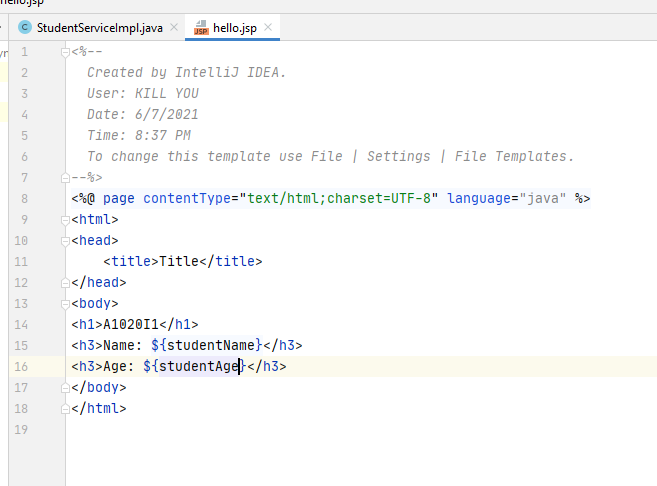 hello.jsp
StudentServiceImpl.java
JSP hello.jsp
1 <%--
2 Created by IntelliJ IDEA.
3 User: KILL YOU
4 Date: 6/7/2021
5 Time: 8:37 PM
6 To change this template use File | Settings | File Templates.
7 --%>
8 <%@ page contentType="text/html;charset=UTF-8" language="java" %>
9 <html>
10 <head>
11 <title>Title</title>
12 </head>
13 <body>
14 <h1>A1020I1</h1>
15 <h3>Name: ${studentName}</h3>
16 <h3>Age: ${studentAge}</h3>
17 </body>
18 </html>
19